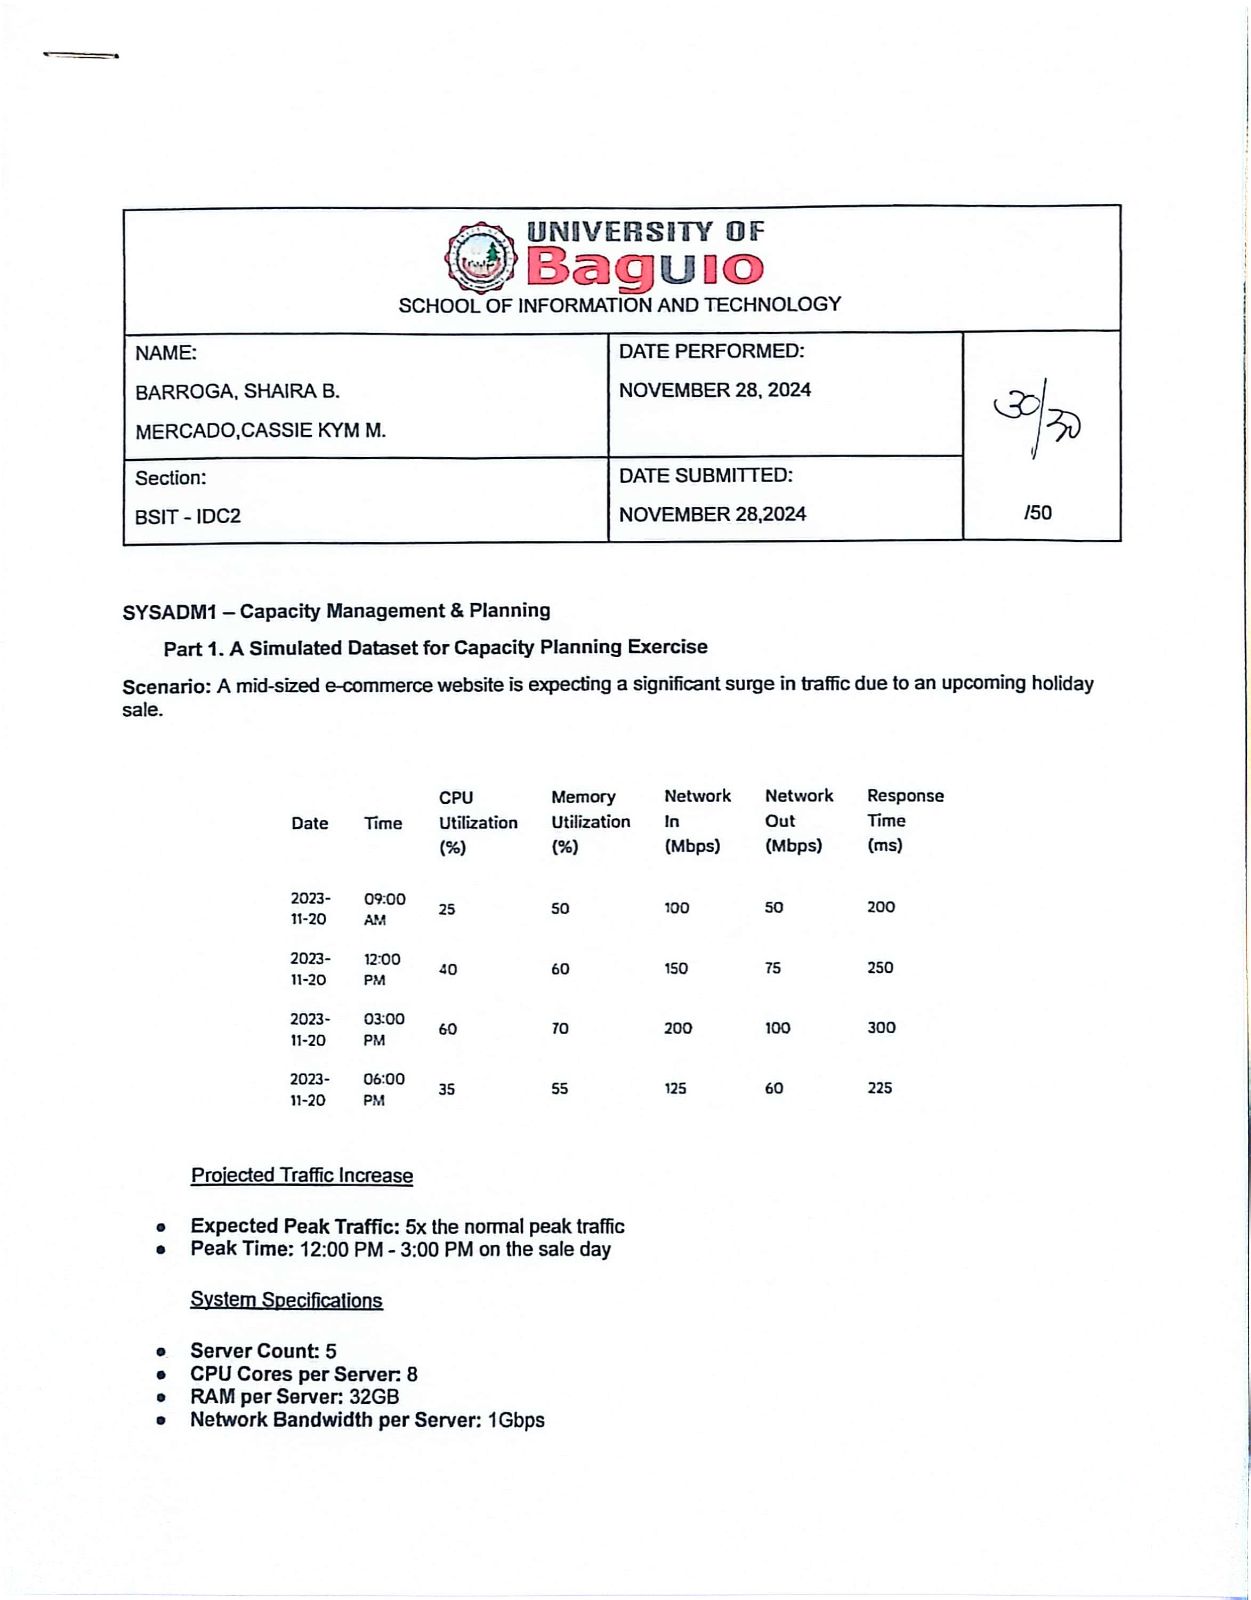 UNIVERSITY OF
Baguio
SCHOOL OF INFORMATION AND TECHNOLOGY
NAME:
BARROGA, SHAIRA B.
MERCADO,CASSIE KYM M.
DATE PERFORMED:
NOVEMBER 28, 2024
30/30
Section:
BSIT - IDC2
DATE SUBMITTED:
NOVEMBER 28,2024
/50
SYSADM1 – Capacity Management & Planning
Part 1. A Simulated Dataset for Capacity Planning Exercise
Scenario: A mid-sized e-commerce website is expecting a significant surge in traffic due to an upcoming holiday
sale.
Date Time CPU Utilization (%) Memory Utilization (%) Network In (Mbps) Network Out (Mbps) Response Time (ms)
2023-11-20 09:00 AM 25 50 100 50 200
2023-11-20 12:00 PM 40 60 150 75 250
2023-11-20 03:00 PM 60 70 200 100 300
2023-11-20 06:00 PM 35 55 125 60 225
Projected Traffic Increase
• Expected Peak Traffic: 5x the normal peak traffic
• Peak Time: 12:00 PM - 3:00 PM on the sale day
System Specifications
• Server Count: 5
• CPU Cores per Server: 8
• RAM per Server: 32GB
• Network Bandwidth per Server: 1Gbps